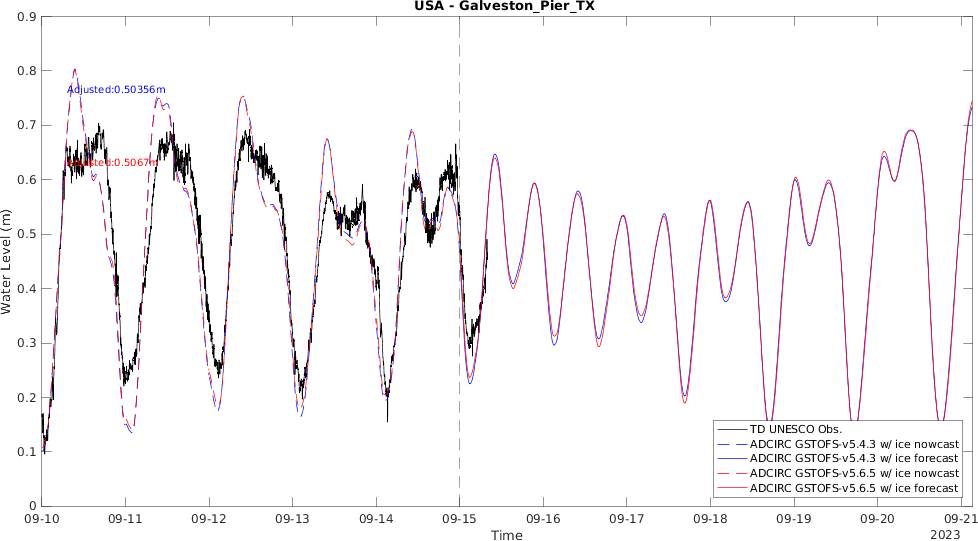 USA - Galveston_Pier_TX
0.9
0.8
Adjusted:0.50356m
0.7
Adjusted:0.5067m
0.6
0.5
Water Level (m)
0.4
0.3
0.2
0.1
0
TD UNESCO Obs.
ADCIRC GSTOFS-v5.4.3 w/ ice nowcast
ADCIRC GSTOFS-v5.4.3 w/ ice forecast
ADCIRC GSTOFS-v5.6.5 w/ ice nowcast
ADCIRC GSTOFS-v5.6.5 w/ ice forecast
09-10 09-11 09-12 09-13 09-14 09-15 09-16 09-17 09-18 09-19 09-20 09-21
Time
2023